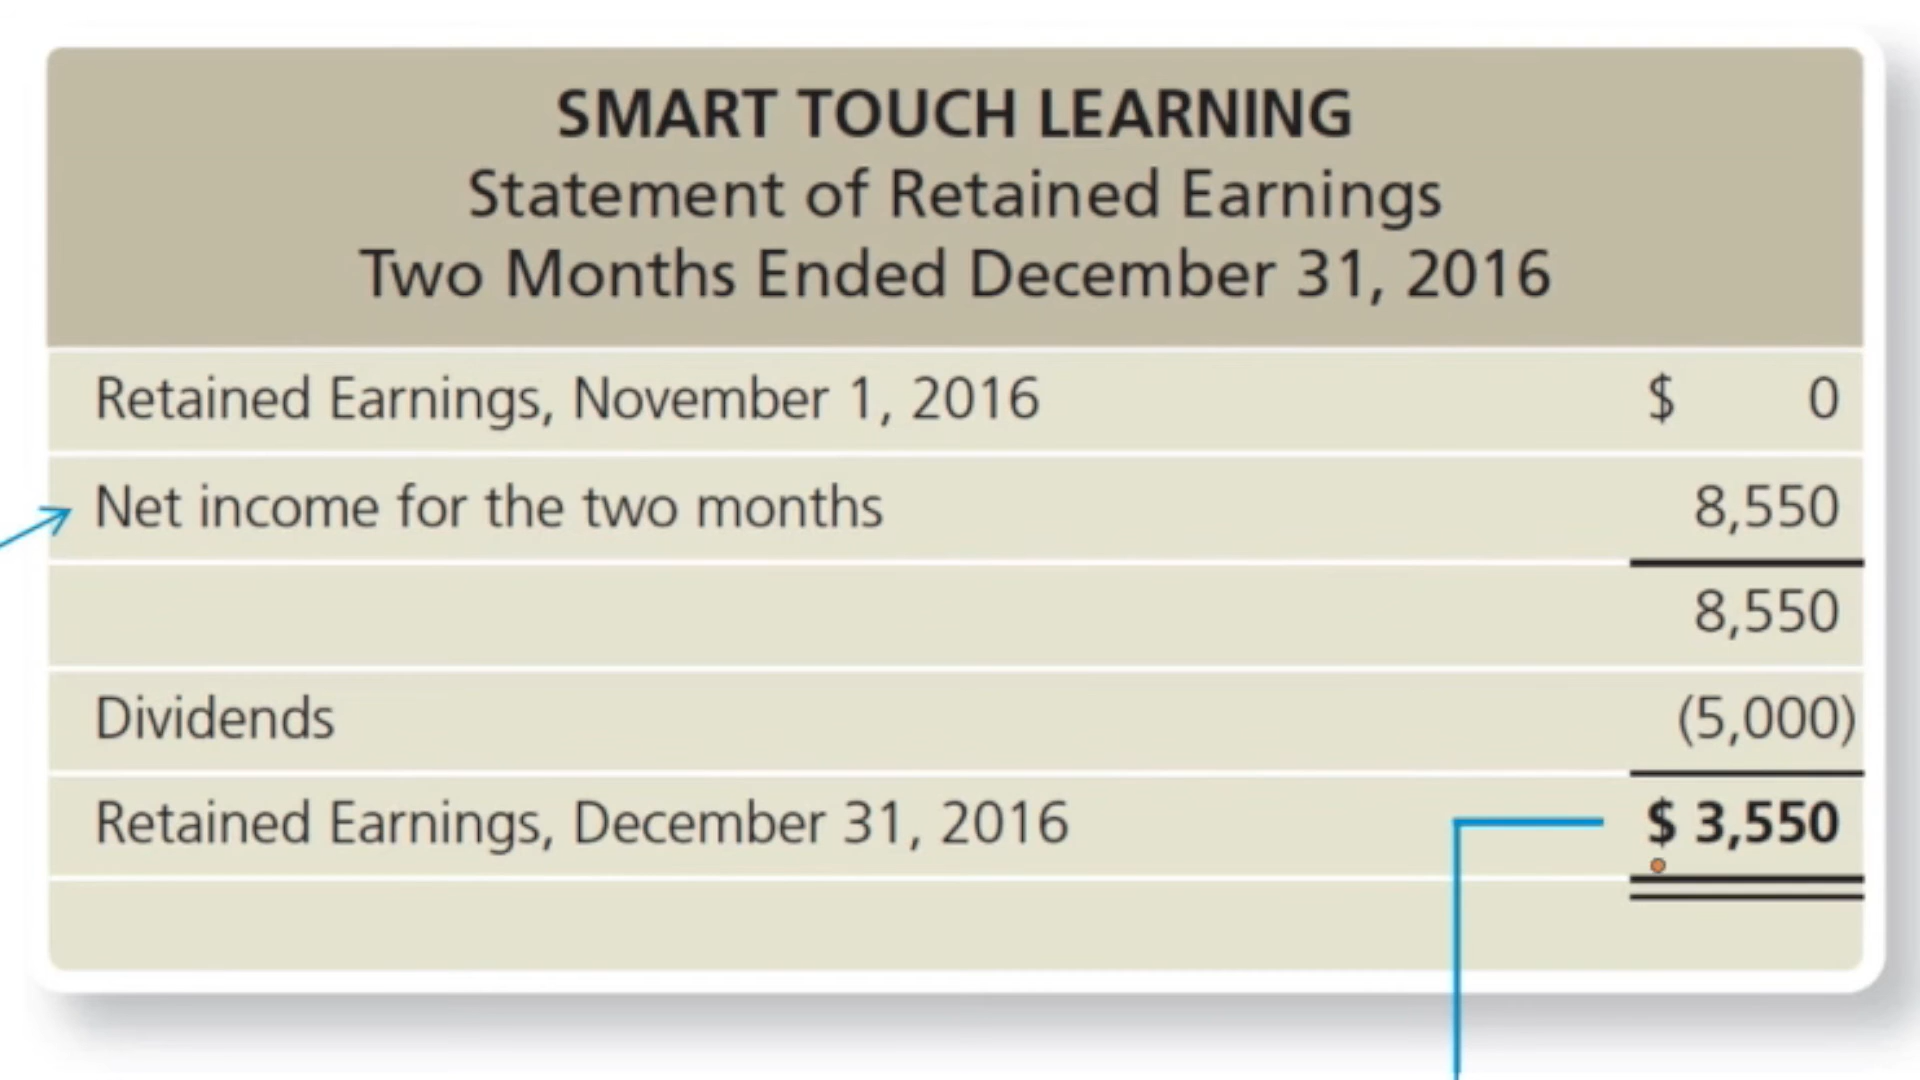 SMART TOUCH LEARNING
Statement of Retained Earnings
Two Months Ended December 31, 2016
Retained Earnings, November 1, 2016 $ 0
Net income for the two months 8,550
8,550
Dividends (5,000)
Retained Earnings, December 31, 2016 $ 3,550